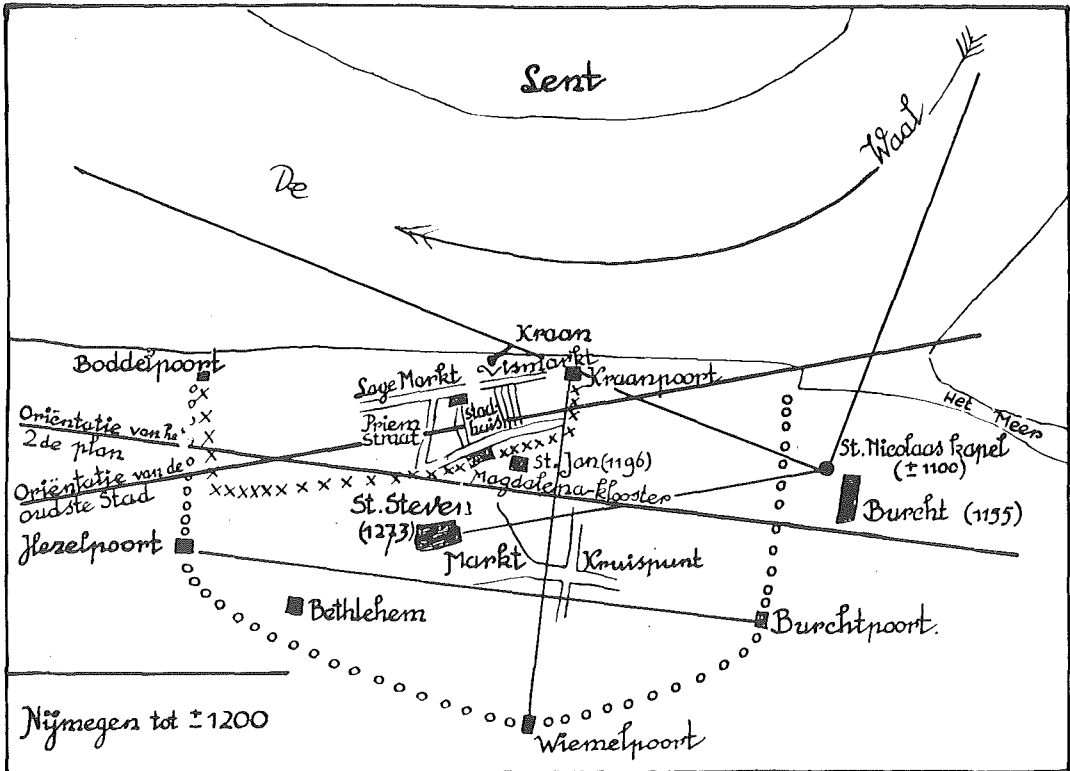 Lent
De
Waal
Kraan
Vismarkt
Boddelpoort
Lage Markt
Kraanpoort
Het Meer
Priem
Straat
stad-
huis
Oriëntatie van he
2de plan
St. Nicolaas kapel
(± 1100)
St. Jan (1196)
Oriëntatie van de
oudste Stad
Magdalena-klooster
St. Steven
(1273)
Burcht (1155)
Hezelpoort
Markt
Kruispunt
Bethlehem
Burchtpoort.
Nijmegen tot ± 1200
Wiemelpoort